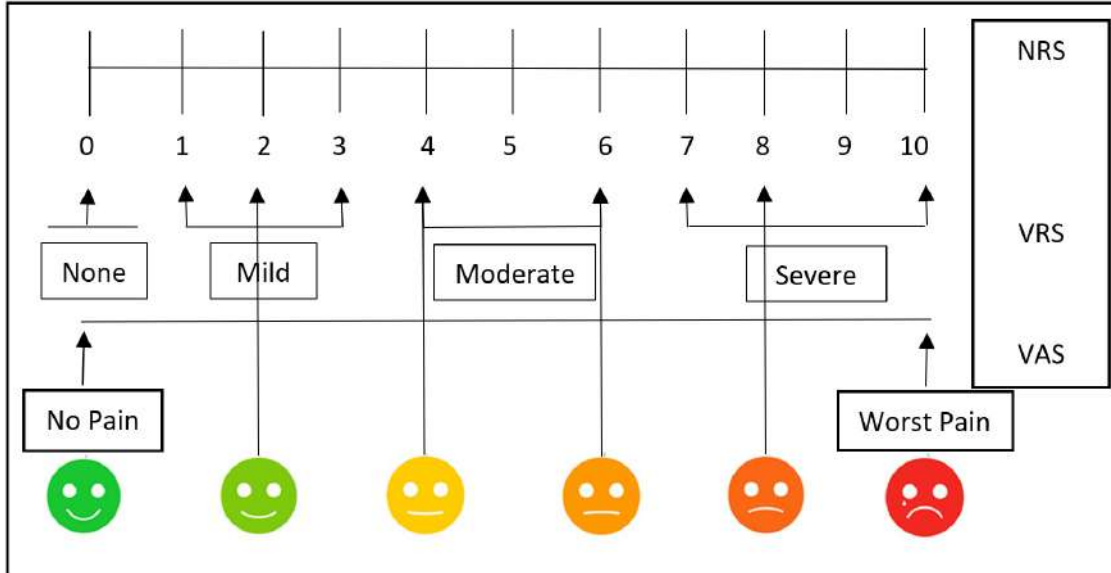 NRS
0 1 2 3 4 5 6 7 8 9 10
VRS
None Mild Moderate Severe
VAS
No Pain Worst Pain